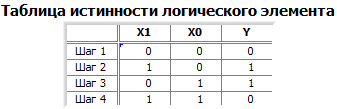 Таблица истинности логического элемента
X1 X0 Y
Шаг 1 0 0 0
Шаг 2 1 0 1
Шаг 3 0 1 1
Шаг 4 1 1 0